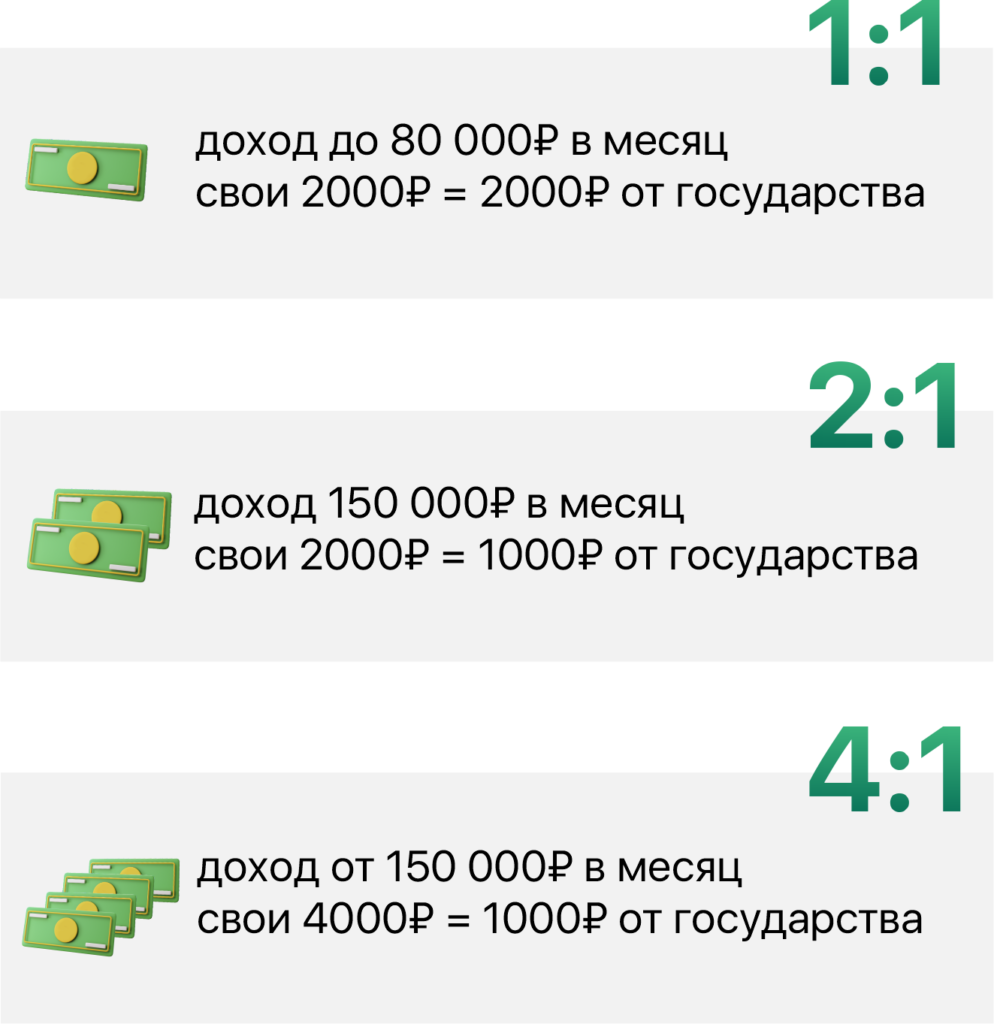 1:1
доход до 80 000₽ в месяц
свои 2000₽ = 2000₽ от государства
2:1
доход 150 000₽ в месяц
свои 2000₽ = 1000₽ от государства
4:1
доход от 150 000₽ в месяц
свои 4000₽ = 1000₽ от государства